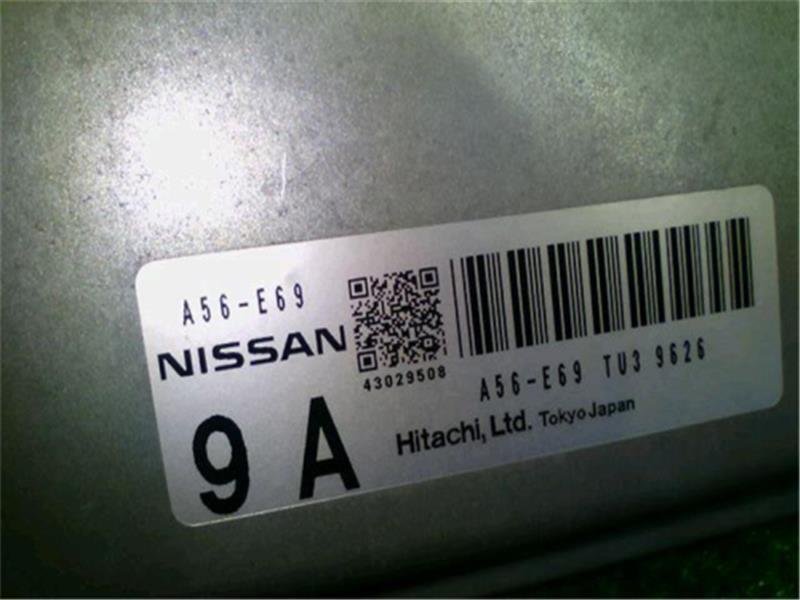 A56-E69
NISSAN
43029508
A56-E69 TU3 9626
9 A
Hitachi, Ltd. Tokyo Japan